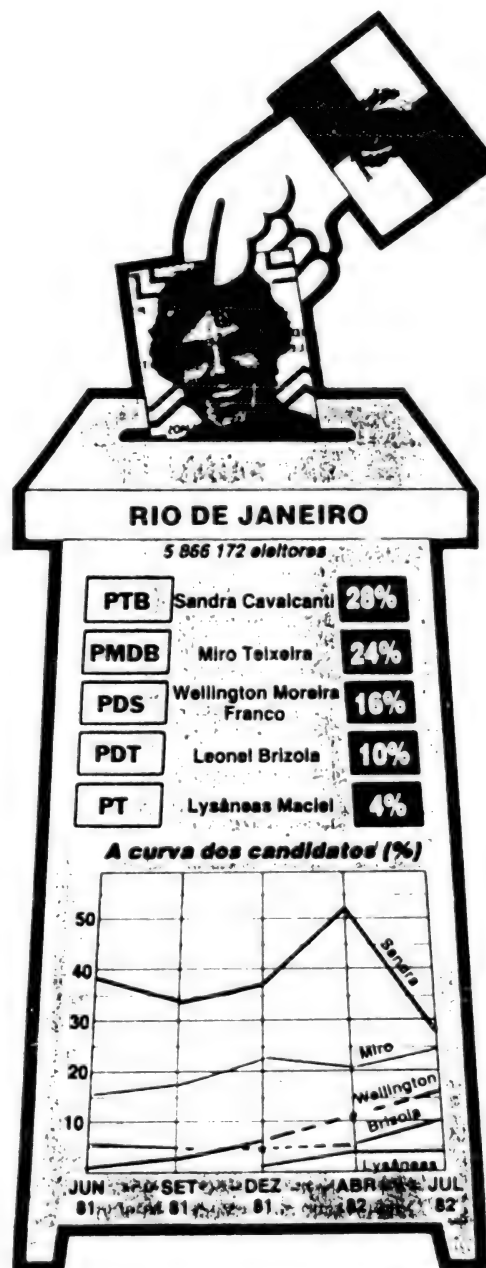 RIO DE JANEIRO
5 866 172 eleitores
PTB Sandra Cavalcanti 28%
PMDB Miro Teixeira 24%
PDS Wellington Moreira Franco 16%
PDT Leonel Brizola 10%
PT Lysâneas Maciel 4%
A curva dos candidatos (%)
50
40
30
20
10
Sandra
Miro
Wellington
Brizola
Lysâneas
JUN 81 SET 81 DEZ 81 ABR 82 JUL 82